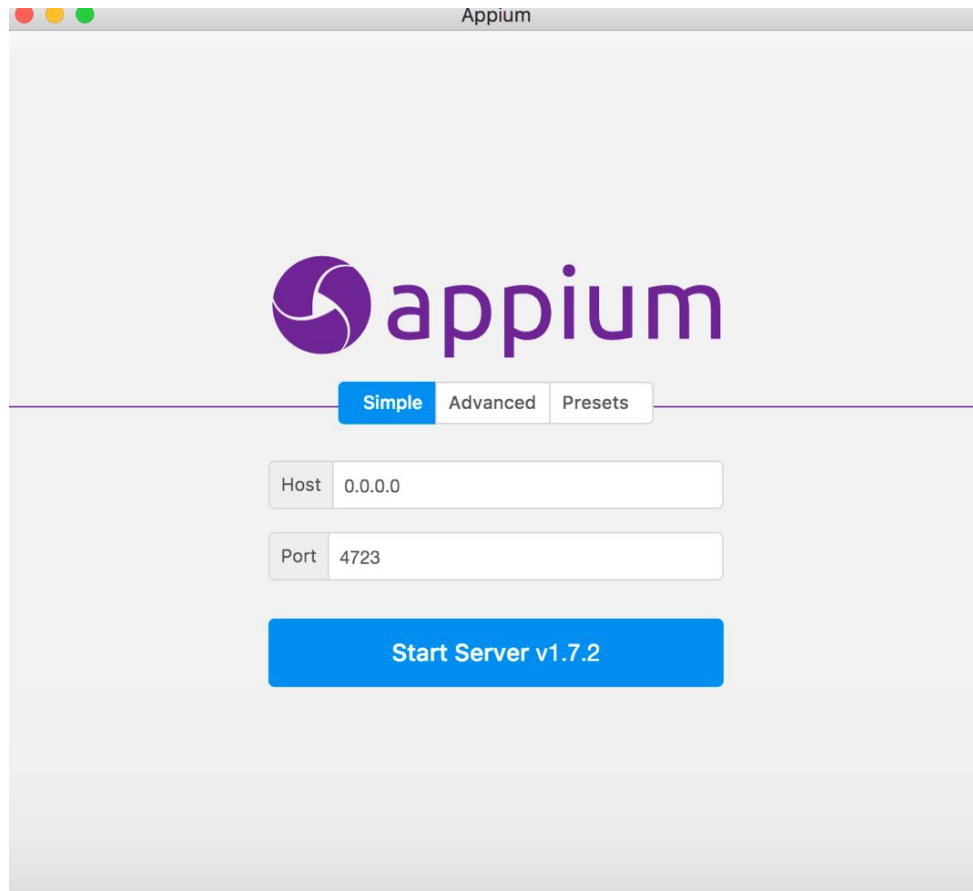 Appium
appium
Simple Advanced Presets
Host 0.0.0.0
Port 4723
Start Server v1.7.2